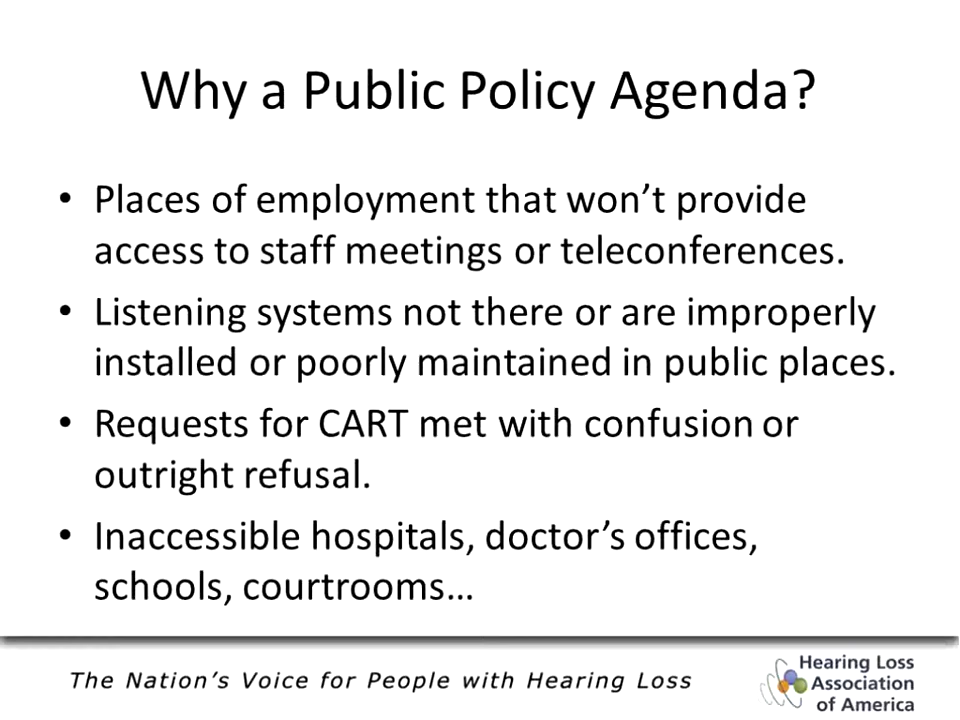 Why a Public Policy Agenda?
• Places of employment that won’t provide
access to staff meetings or teleconferences.
• Listening systems not there or are improperly
installed or poorly maintained in public places.
• Requests for CART met with confusion or
outright refusal.
• Inaccessible hospitals, doctor’s offices,
schools, courtrooms…
The Nation’s Voice for People with Hearing Loss
Hearing Loss
Association
of America